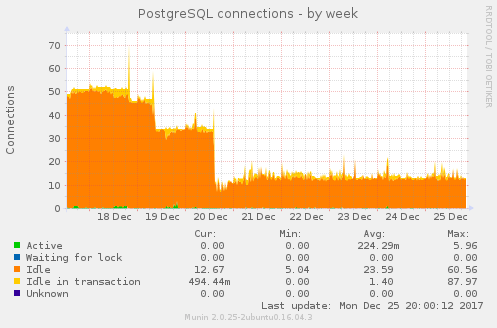 PostgreSQL connections - by week
RRDTOOL / TOBI OETIKER
Connections
70
60
50
40
30
20
10
0
18 Dec 19 Dec 20 Dec 21 Dec 22 Dec 23 Dec 24 Dec 25 Dec
Cur: Min: Avg: Max:
Active 0.00 0.00 224.29m 5.96
Waiting for lock 0.00 0.00 0.00 0.00
Idle 12.67 5.04 23.59 60.56
Idle in transaction 494.44m 0.00 1.40 87.97
Unknown 0.00 0.00 0.00 0.00
Last update: Mon Dec 25 20:00:12 2017
Munin 2.0.25-2ubuntu0.16.04.3